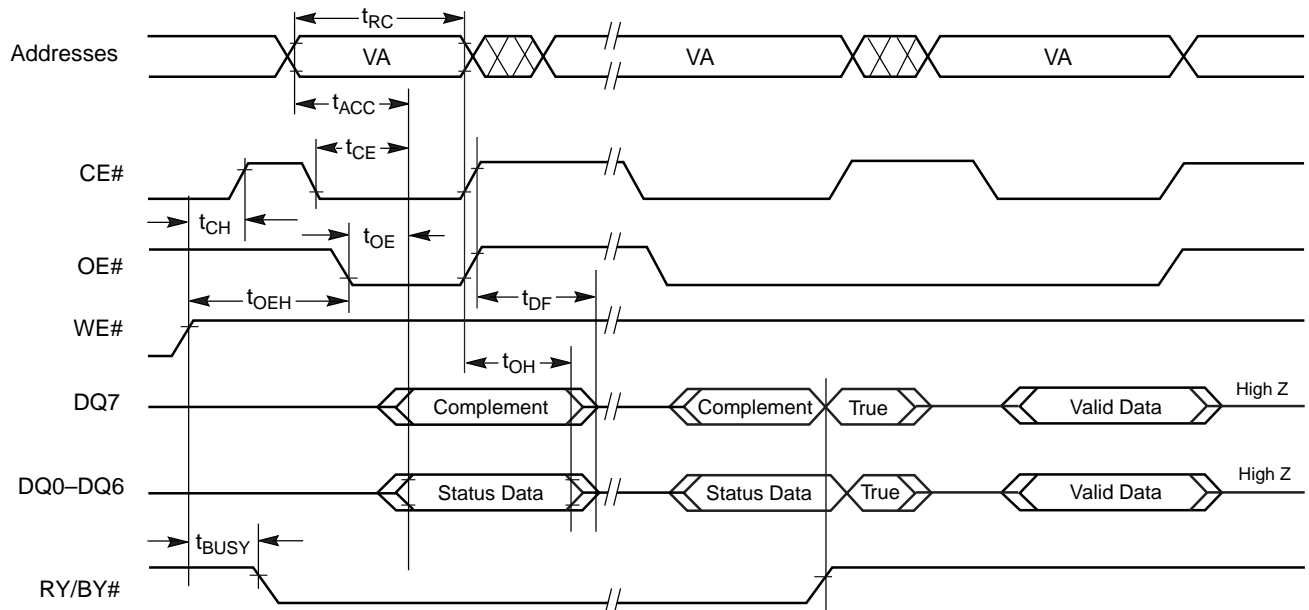 tRC
Addresses VA VA VA
tACC
tCE
CE#
tCH tOE
OE#
tOEH tDF
WE#
tOH
DQ7 Complement Complement True Valid Data High Z
DQ0–DQ6 Status Data Status Data True Valid Data High Z
tBUSY
RY/BY#